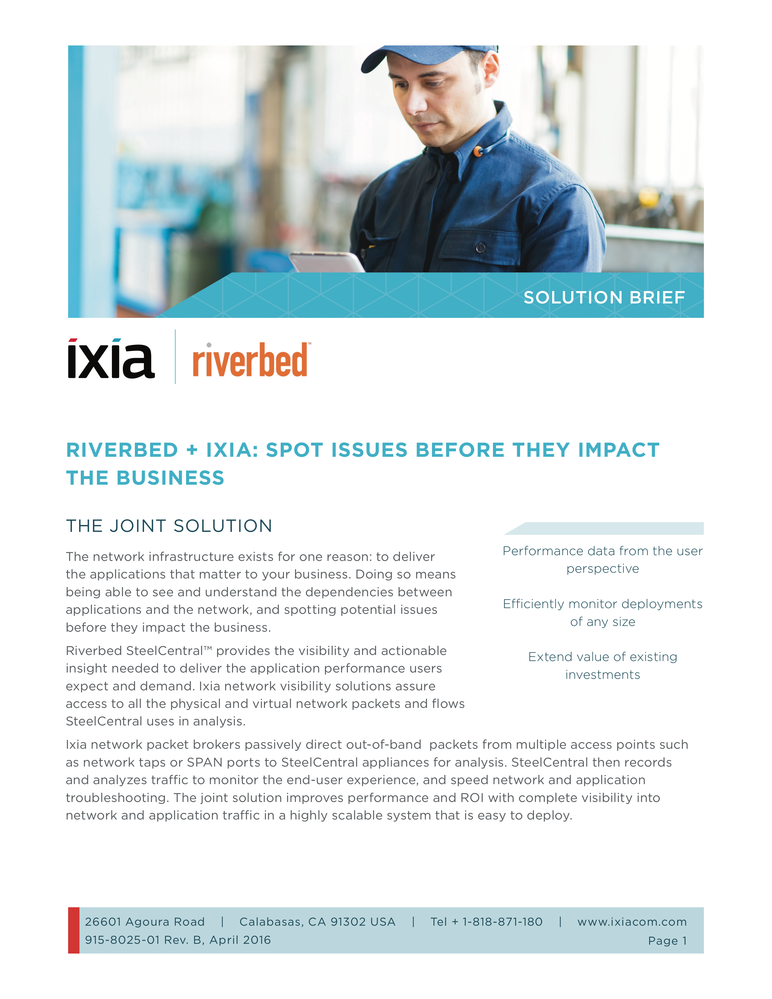 SOLUTION BRIEF
ixia
riverbed™
RIVERBED + IXIA: SPOT ISSUES BEFORE THEY IMPACT
THE BUSINESS
THE JOINT SOLUTION
The network infrastructure exists for one reason: to deliver
the applications that matter to your business. Doing so means
being able to see and understand the dependencies between
applications and the network, and spotting potential issues
before they impact the business.
Riverbed SteelCentral™ provides the visibility and actionable
insight needed to deliver the application performance users
expect and demand. Ixia network visibility solutions assure
access to all the physical and virtual network packets and flows
SteelCentral uses in analysis.
Performance data from the user
perspective
Efficiently monitor deployments
of any size
Extend value of existing
investments
Ixia network packet brokers passively direct out-of-band  packets from multiple access points such
as network taps or SPAN ports to SteelCentral appliances for analysis. SteelCentral then records
and analyzes traffic to monitor the end-user experience, and speed network and application
troubleshooting. The joint solution improves performance and ROI with complete visibility into
network and application traffic in a highly scalable system that is easy to deploy.
26601 Agoura Road | Calabasas, CA 91302 USA | Tel + 1-818-871-180 | www.ixiacom.com
915-8025-01 Rev. B, April 2016
Page 1